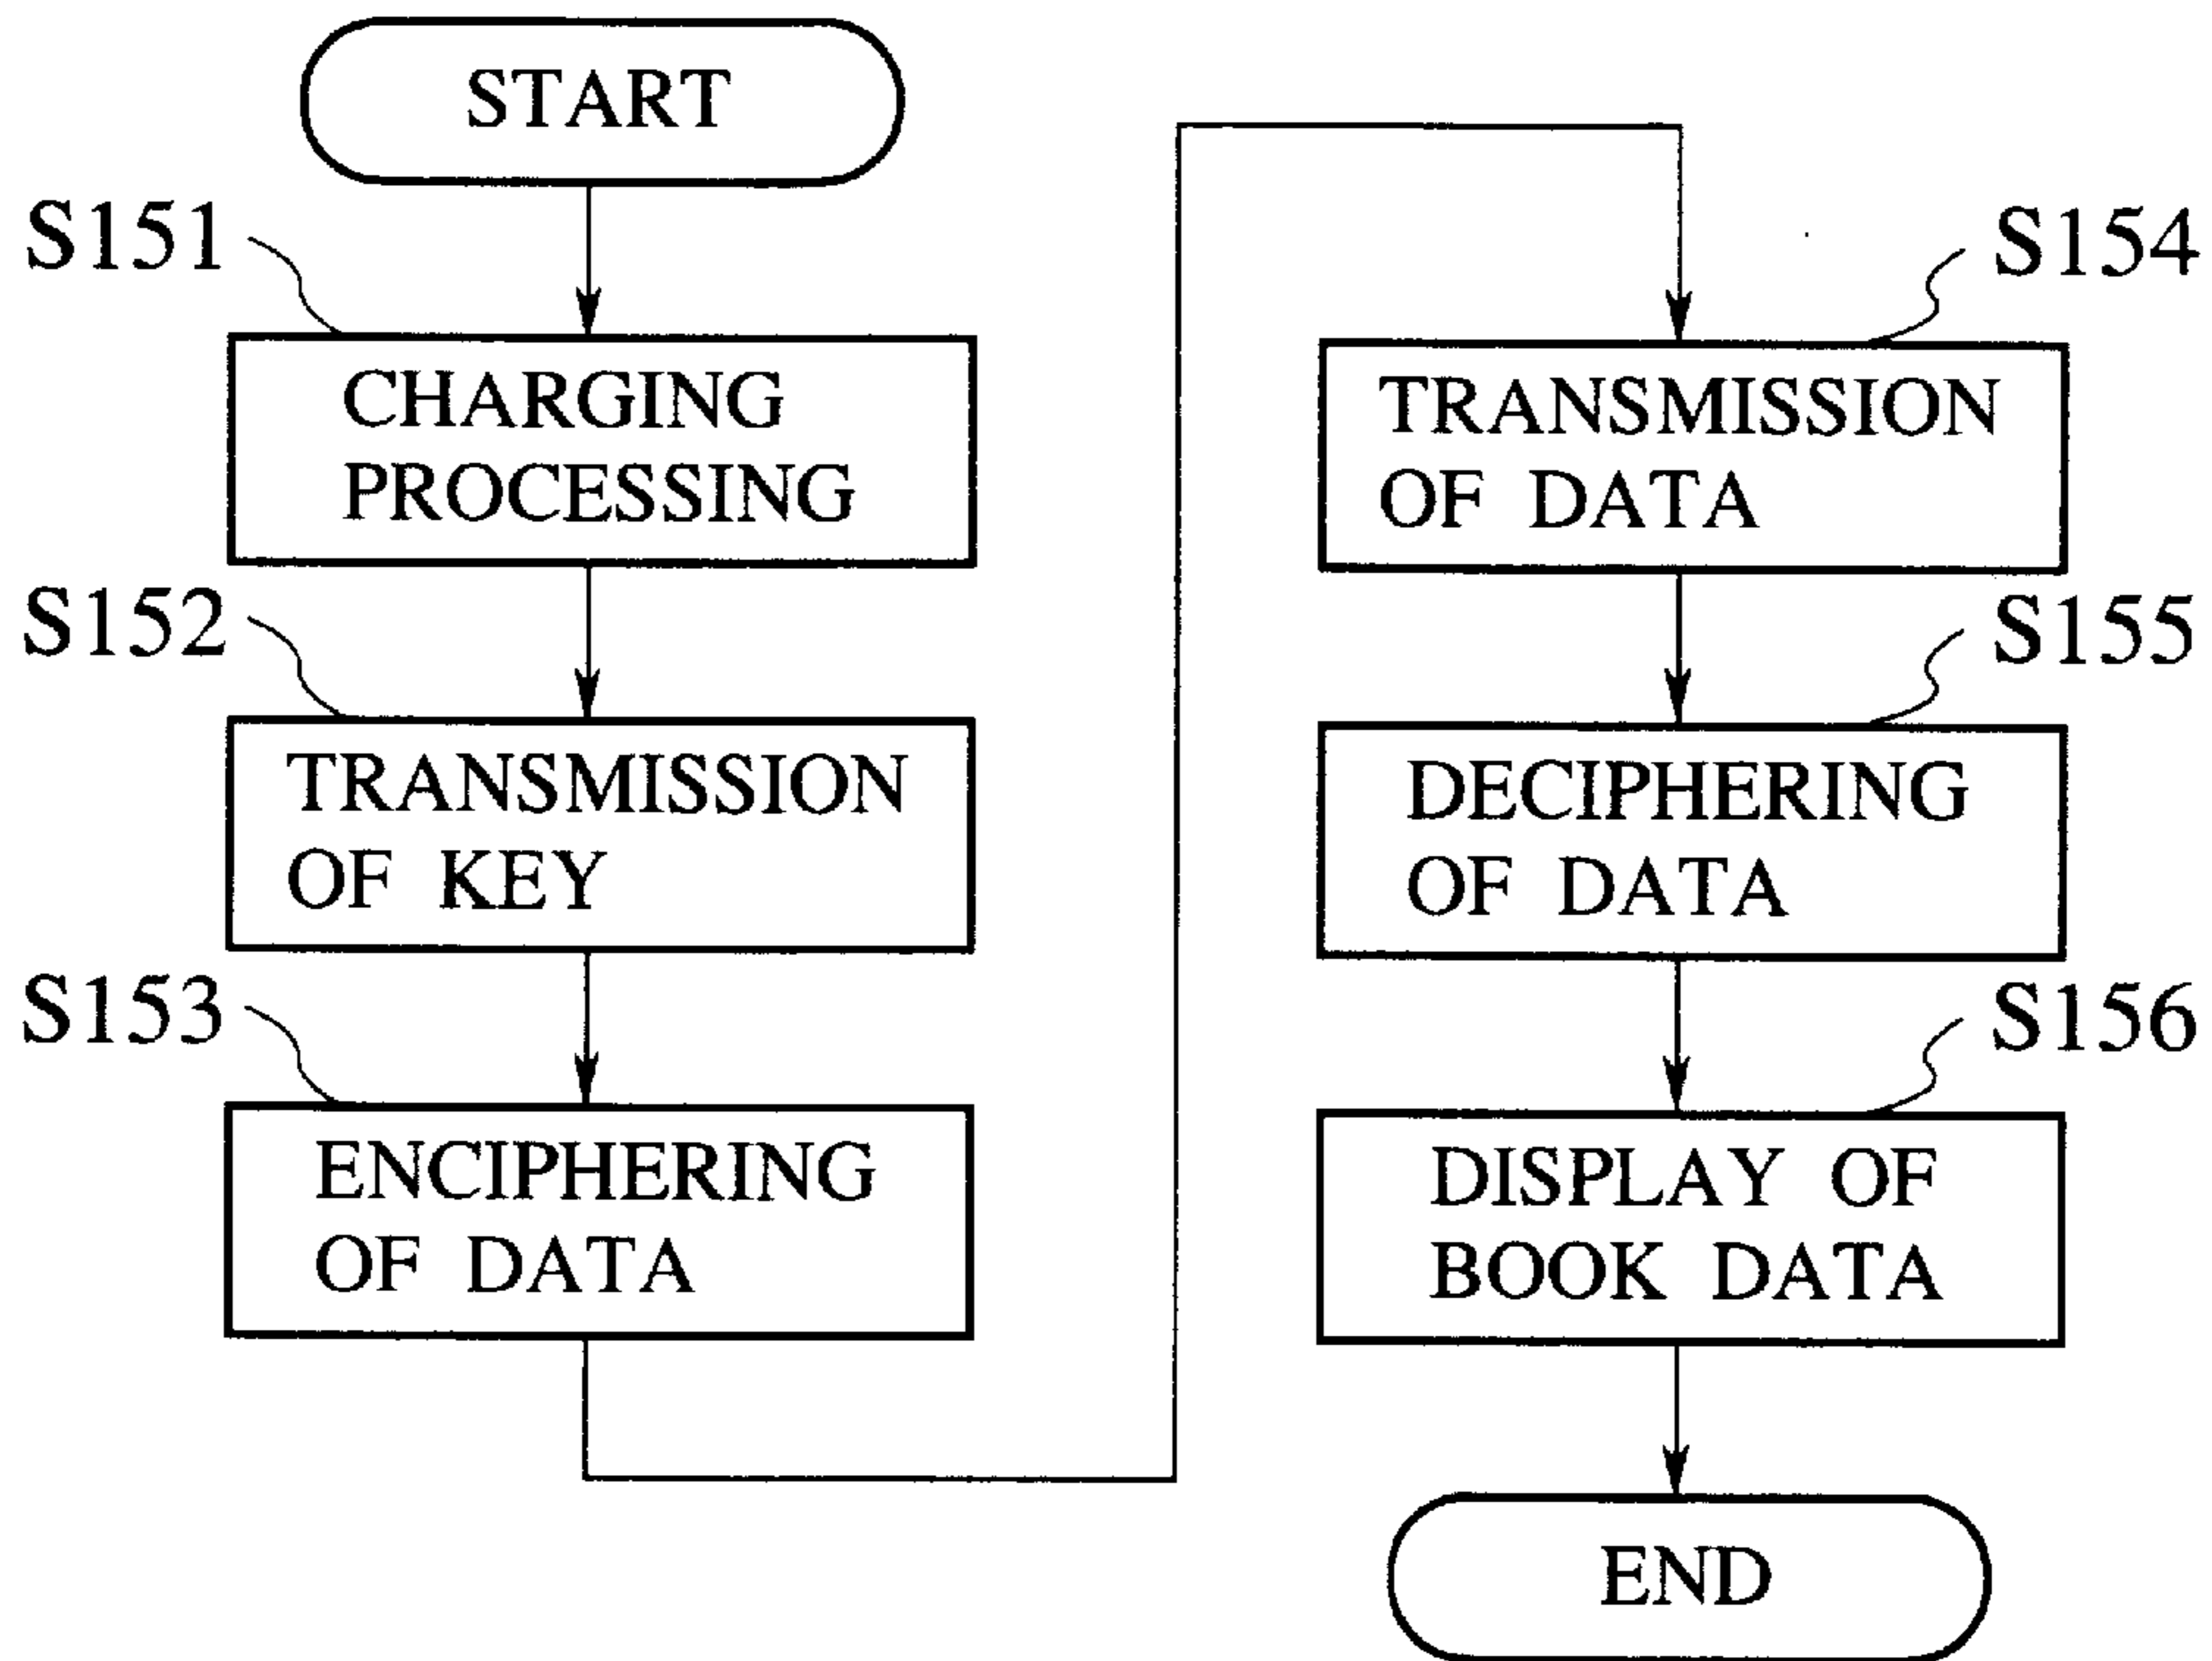 START
S151
CHARGING
PROCESSING
S152
TRANSMISSION
OF KEY
S153
ENCIPHERING
OF DATA
S154
TRANSMISSION
OF DATA
S155
DECIPHERING
OF DATA
S156
DISPLAY OF
BOOK DATA
END